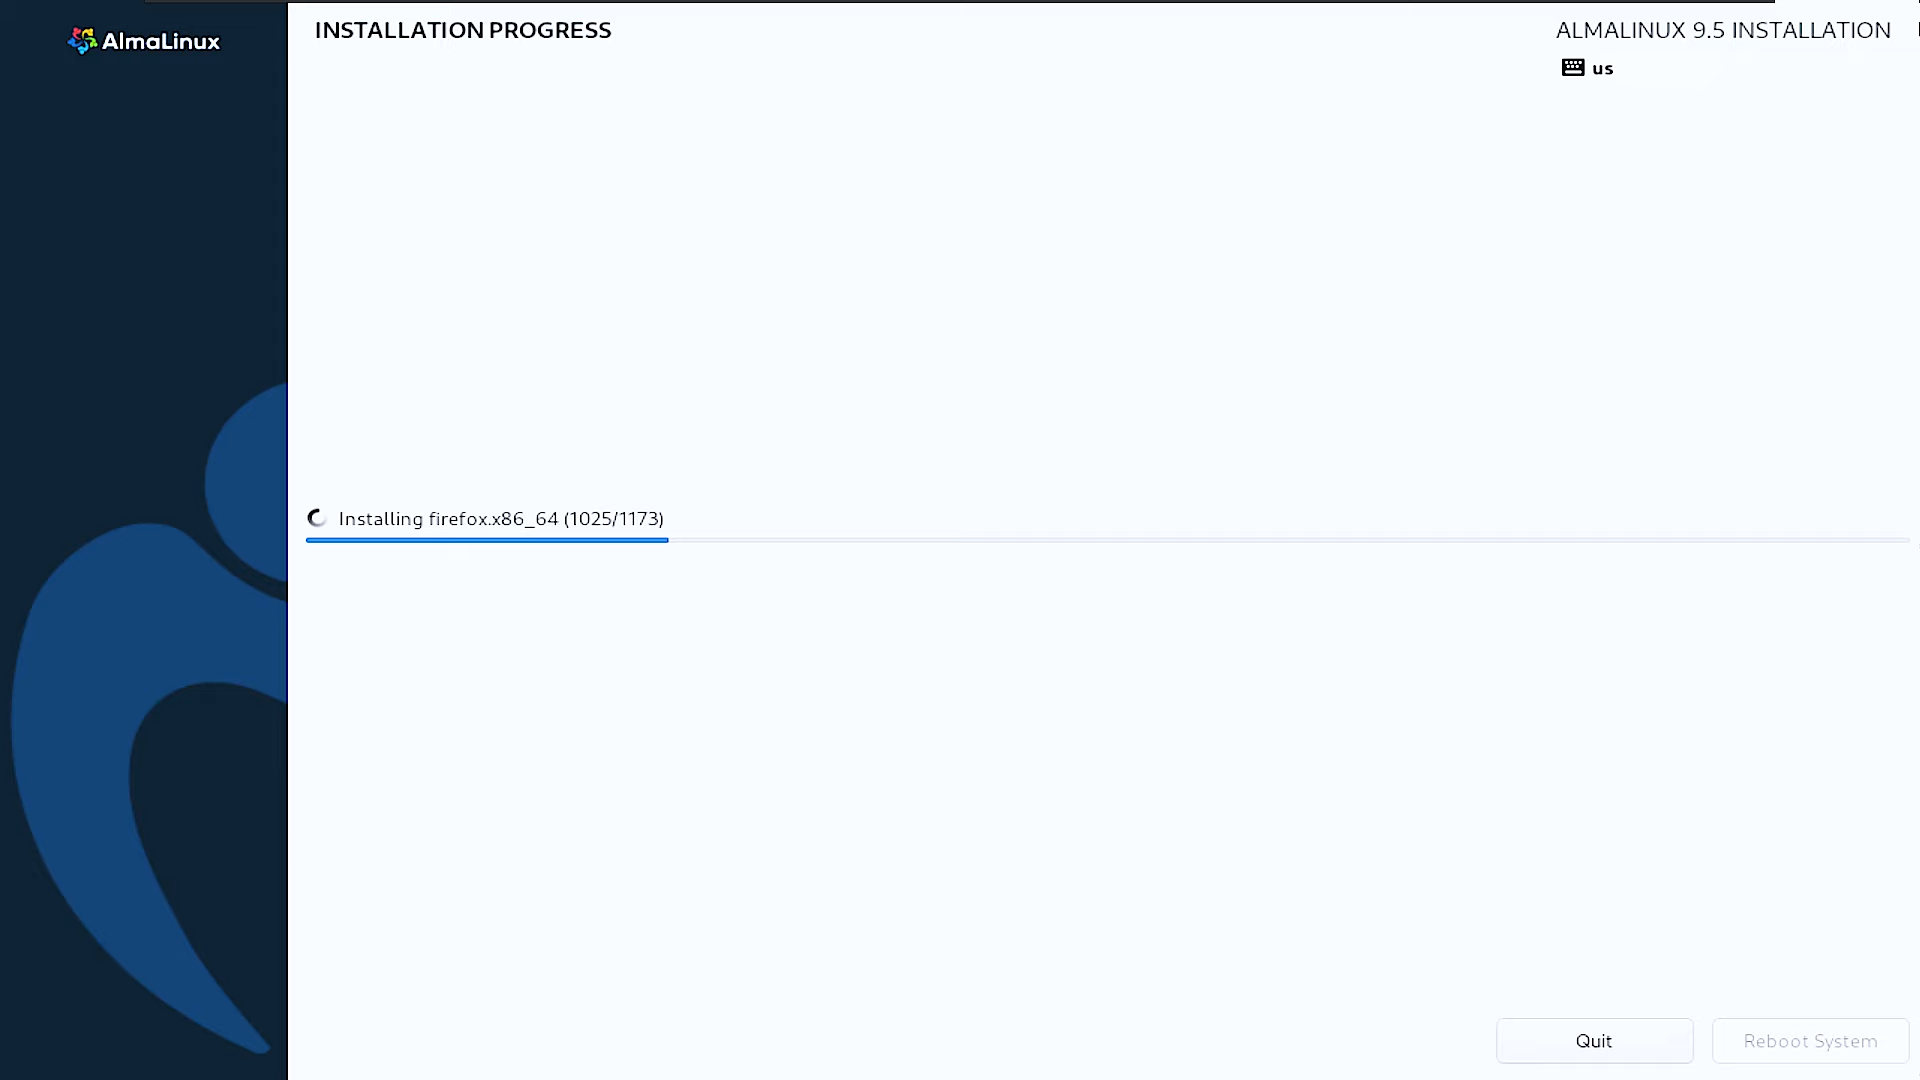 AlmaLinux
INSTALLATION PROGRESS
ALMALINUX 9.5 INSTALLATION
us
Installing firefox.x86_64 (1025/1173)
Quit
Reboot System